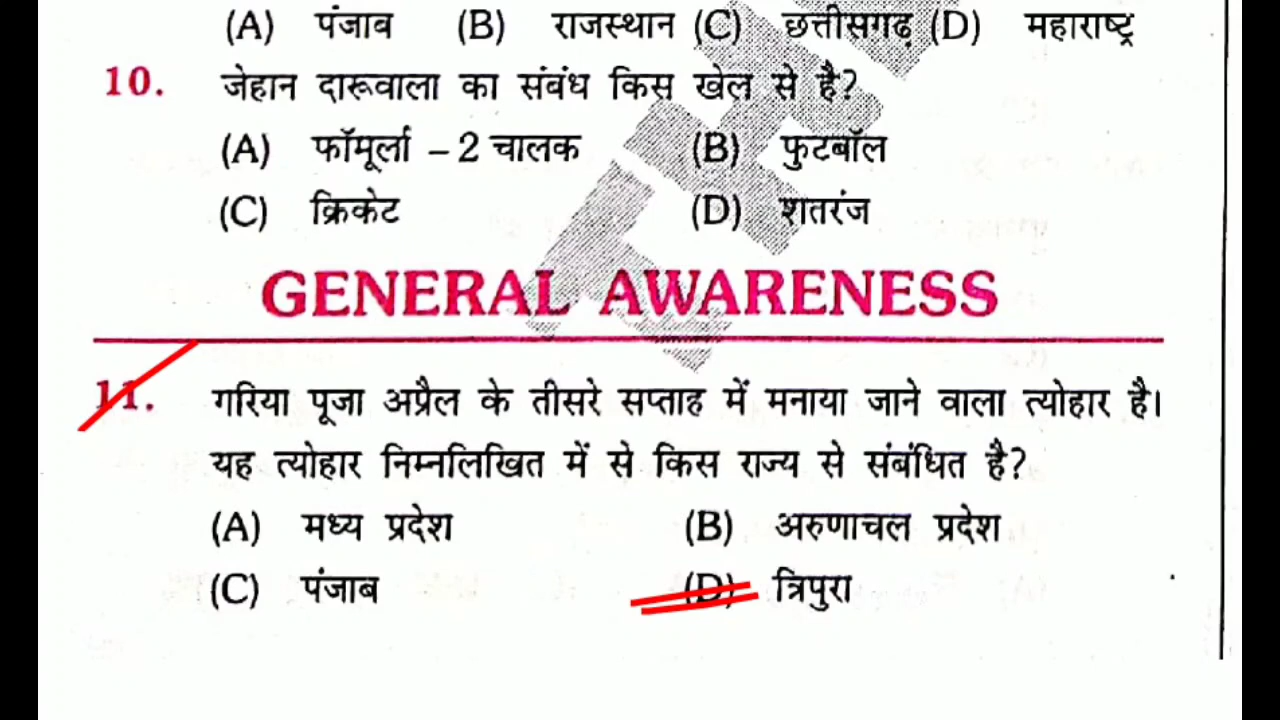 (A) पंजाब (B) राजस्थान (C) छत्तीसगढ़ (D) महाराष्ट्र
10. जेहान दारूवाला का संबंध किस खेल से है?
(A) फॉमूर्ला – 2 चालक (B) फुटबॉल
(C) क्रिकेट (D) शतरंज
GENERAL AWARENESS
11. गरिया पूजा अप्रैल के तीसरे सप्ताह में मनाया जाने वाला त्योहार है।
यह त्योहार निम्नलिखित में से किस राज्य से संबंधित है?
(A) मध्य प्रदेश (B) अरुणाचल प्रदेश
(C) पंजाब (D) त्रिपुरा